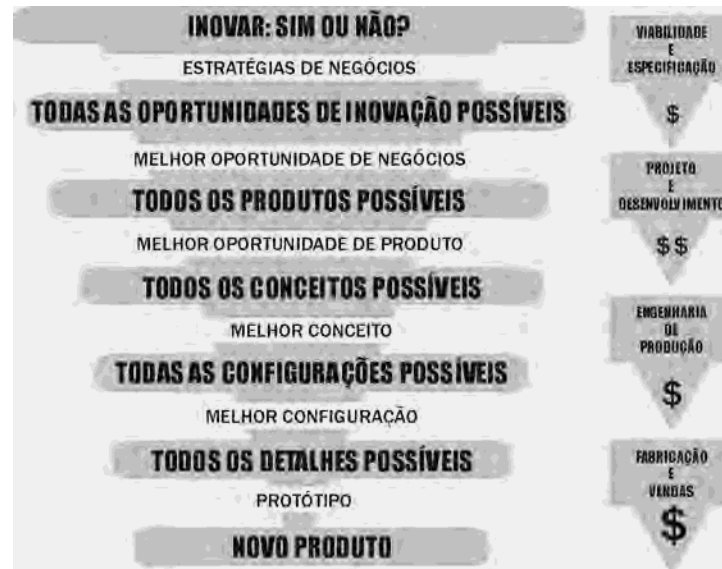 INOVAR: SIM OU NÃO?
ESTRATÉGIAS DE NEGÓCIOS
TODAS AS OPORTUNIDADES DE INOVAÇÃO POSSÍVEIS
MELHOR OPORTUNIDADE DE NEGÓCIOS
TODOS OS PRODUTOS POSSÍVEIS
MELHOR OPORTUNIDADE DE PRODUTO
TODOS OS CONCEITOS POSSÍVEIS
MELHOR CONCEITO
TODAS AS CONFIGURAÇÕES POSSÍVEIS
MELHOR CONFIGURAÇÃO
TODOS OS DETALHES POSSÍVEIS
PROTÓTIPO
NOVO PRODUTO
VIABILIDADE
E
ESPECIFICAÇÃO
$
PROJETO
E
DESENVOLVIMENTO
$$
ENGENHARIA
DE
PRODUÇÃO
$
FABRICAÇÃO
E
VENDAS
$